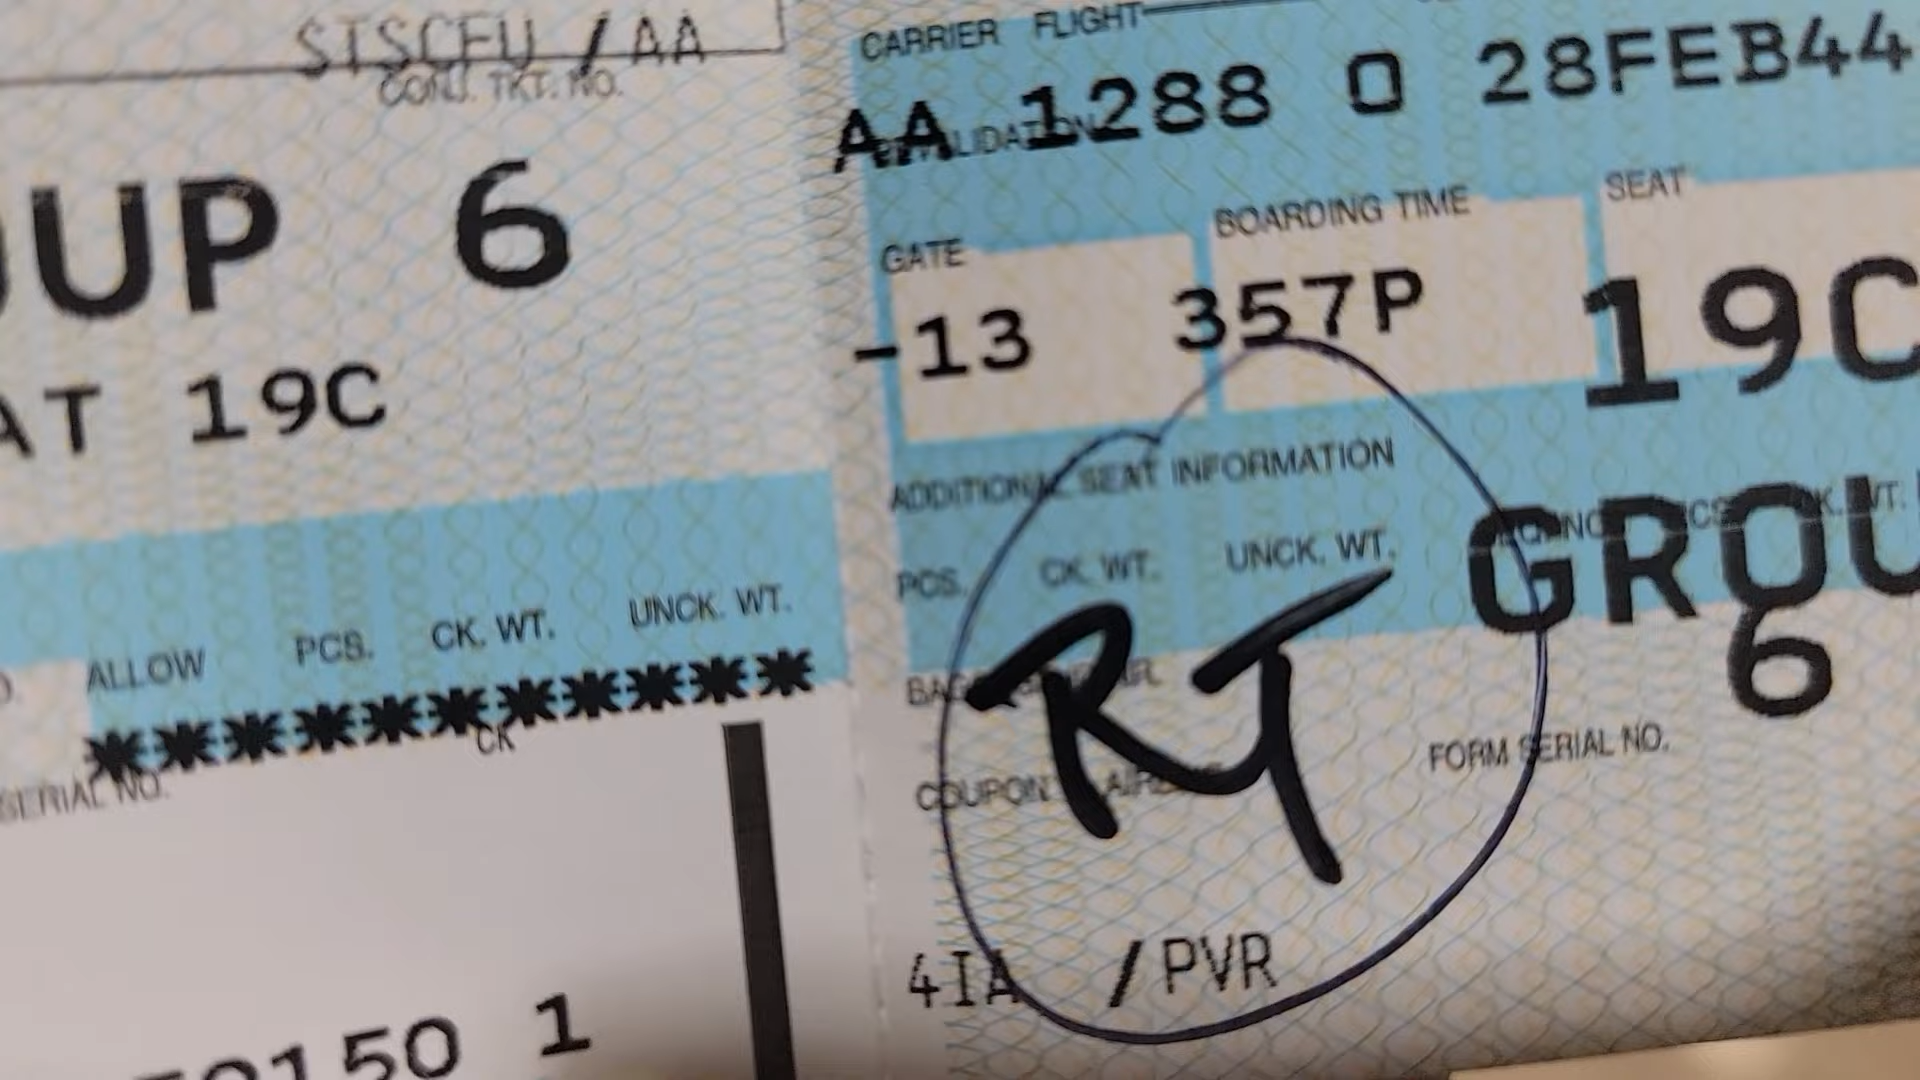 STSCFU / AA
CONJ. TKT. NO.
UP 6
AT 19C
ALLOW PCS. CK. WT. UNCK. WT.
***********
CK
SERIAL NO.
150 1
CARRIER FLIGHT
AA 1288 O 28FEB44
GATE BOARDING TIME SEAT
-13 357P 19C
ADDITIONAL SEAT INFORMATION
PCS. CK. WT. UNCK. WT.
GROU
6
RT
COUPON
FORM SERIAL NO.
4IA /PVR